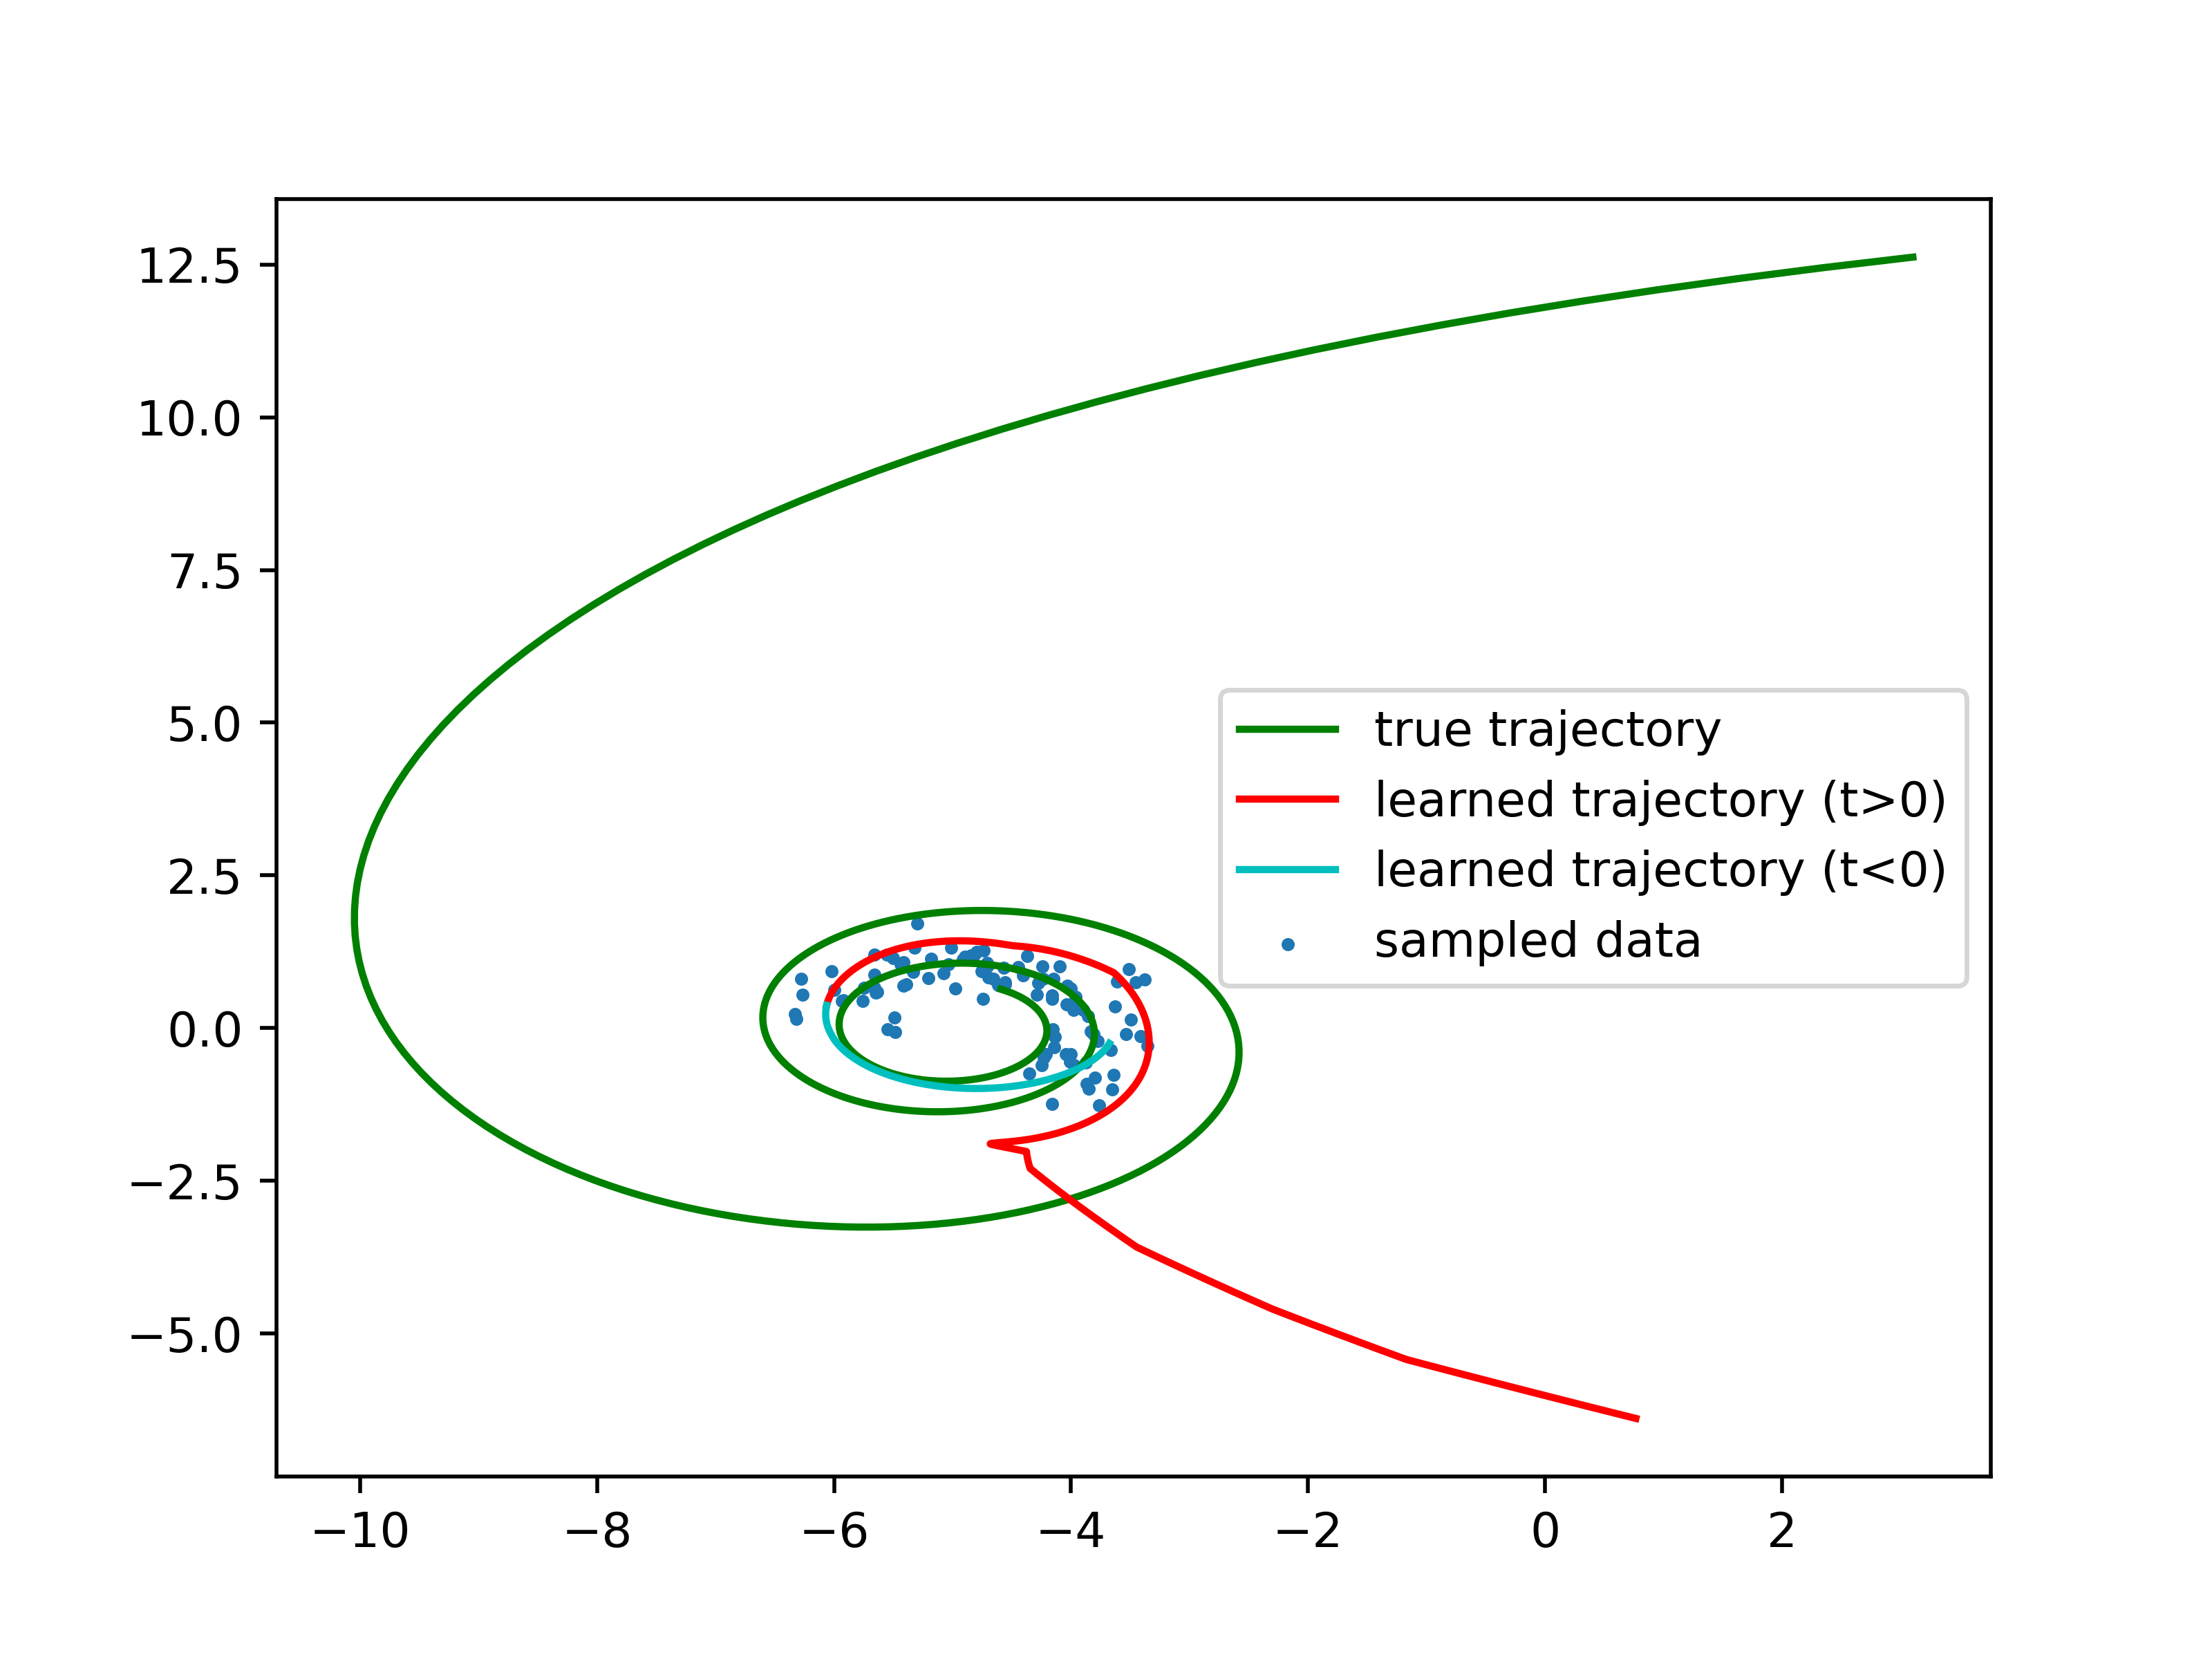 12.5
10.0
7.5
5.0
2.5
0.0
−2.5
−5.0
true trajectory
learned trajectory (t>0)
learned trajectory (t<0)
sampled data
−10 −8 −6 −4 −2 0 2